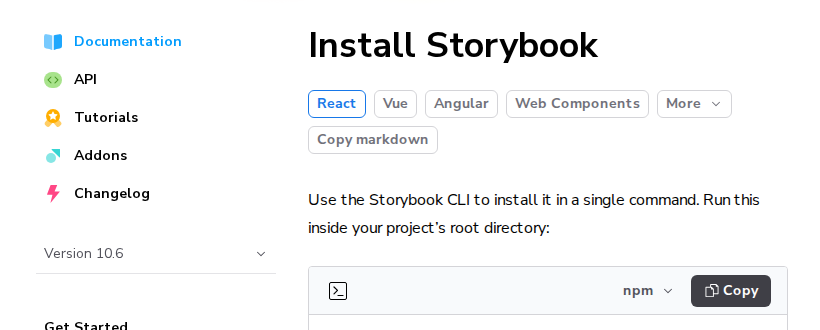 Documentation
API
Tutorials
Addons
Changelog
Version 10.6
Get Started
Install Storybook
React
Vue
Angular
Web Components
More
Copy markdown
Use the Storybook CLI to install it in a single command. Run this
inside your project's root directory:
npm
Copy